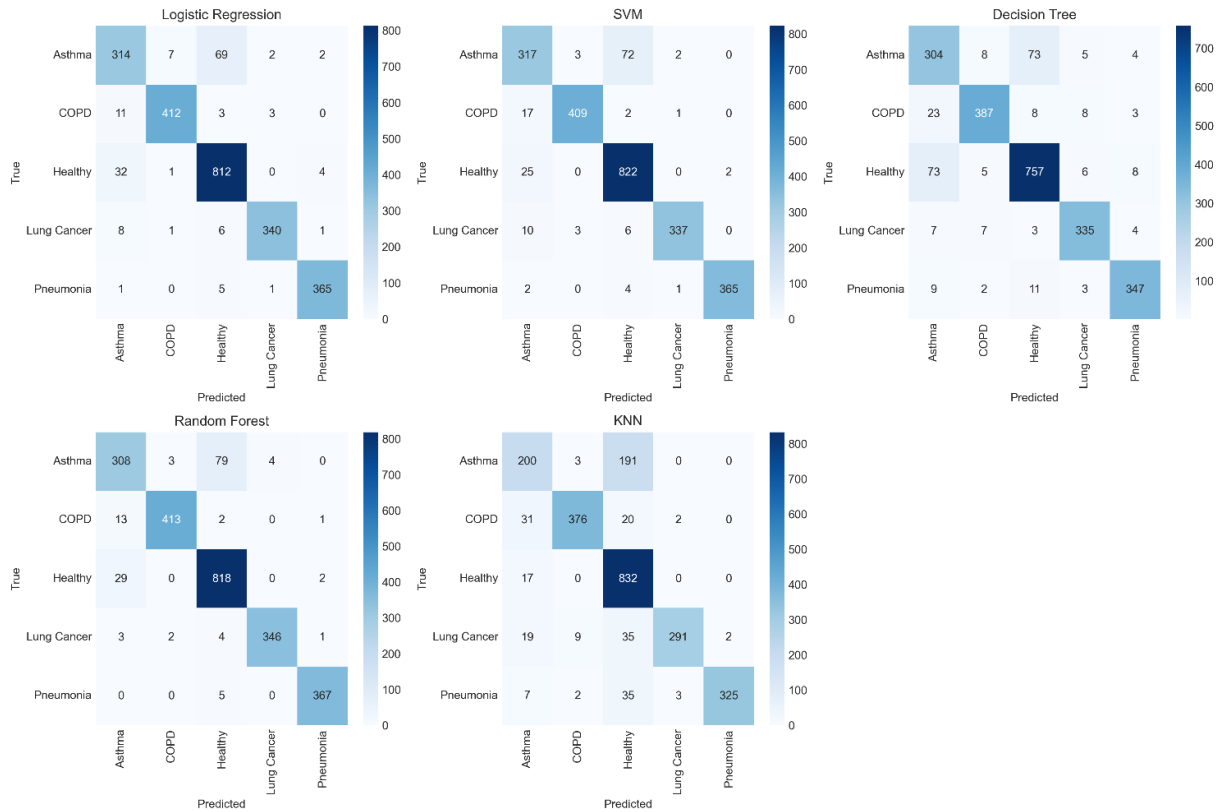 Logistic Regression
Asthma 314 7 69 2 2
COPD 11 412 3 3 0
Healthy 32 1 812 0 4
Lung Cancer 8 1 6 340 1
Pneumonia 1 0 5 1 365
Asthma COPD Healthy Lung Cancer Pneumonia
Predicted
True
800
700
600
500
400
300
200
100
0
SVM
Asthma 317 3 72 2 0
COPD 17 409 2 1 0
Healthy 25 0 822 0 2
Lung Cancer 10 3 6 337 0
Pneumonia 2 0 4 1 365
Asthma COPD Healthy Lung Cancer Pneumonia
Predicted
True
800
700
600
500
400
300
200
100
0
Decision Tree
Asthma 304 8 73 5 4
COPD 23 387 8 8 3
Healthy 73 5 757 6 8
Lung Cancer 7 7 3 335 4
Pneumonia 9 2 11 3 347
Asthma COPD Healthy Lung Cancer Pneumonia
Predicted
True
700
600
500
400
300
200
100
Random Forest
Asthma 308 3 79 4 0
COPD 13 413 2 0 1
Healthy 29 0 818 0 2
Lung Cancer 3 2 4 346 1
Pneumonia 0 0 5 0 367
Asthma COPD Healthy Lung Cancer Pneumonia
Predicted
True
800
700
600
500
400
300
200
100
0
KNN
Asthma 200 3 191 0 0
COPD 31 376 20 2 0
Healthy 17 0 832 0 0
Lung Cancer 19 9 35 291 2
Pneumonia 7 2 35 3 325
Asthma COPD Healthy Lung Cancer Pneumonia
Predicted
True
800
700
600
500
400
300
200
100
0